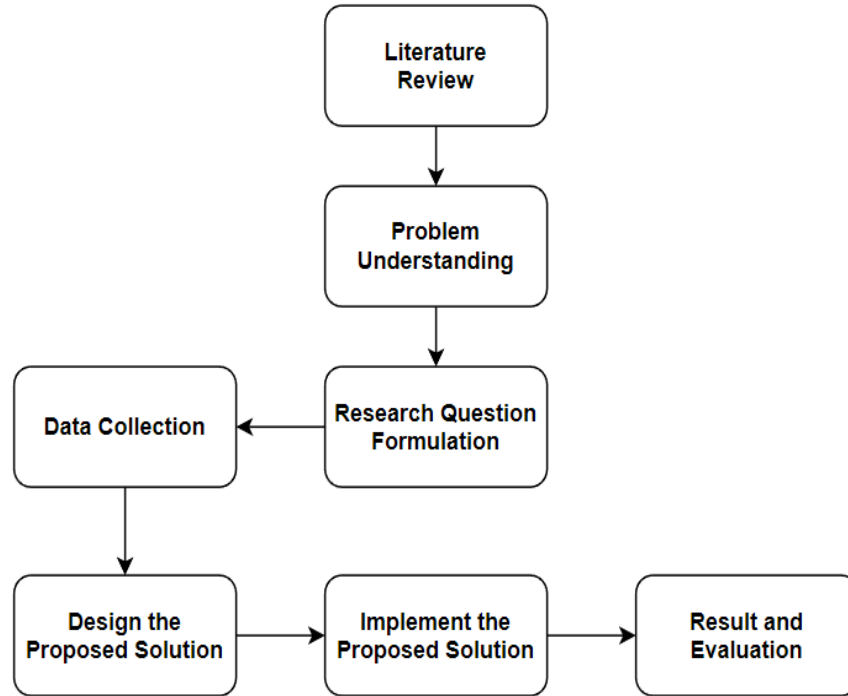 Literature
Review
Problem
Understanding
Research Question
Formulation
Data Collection
Design the
Proposed Solution
Implement the
Proposed Solution
Result and
Evaluation